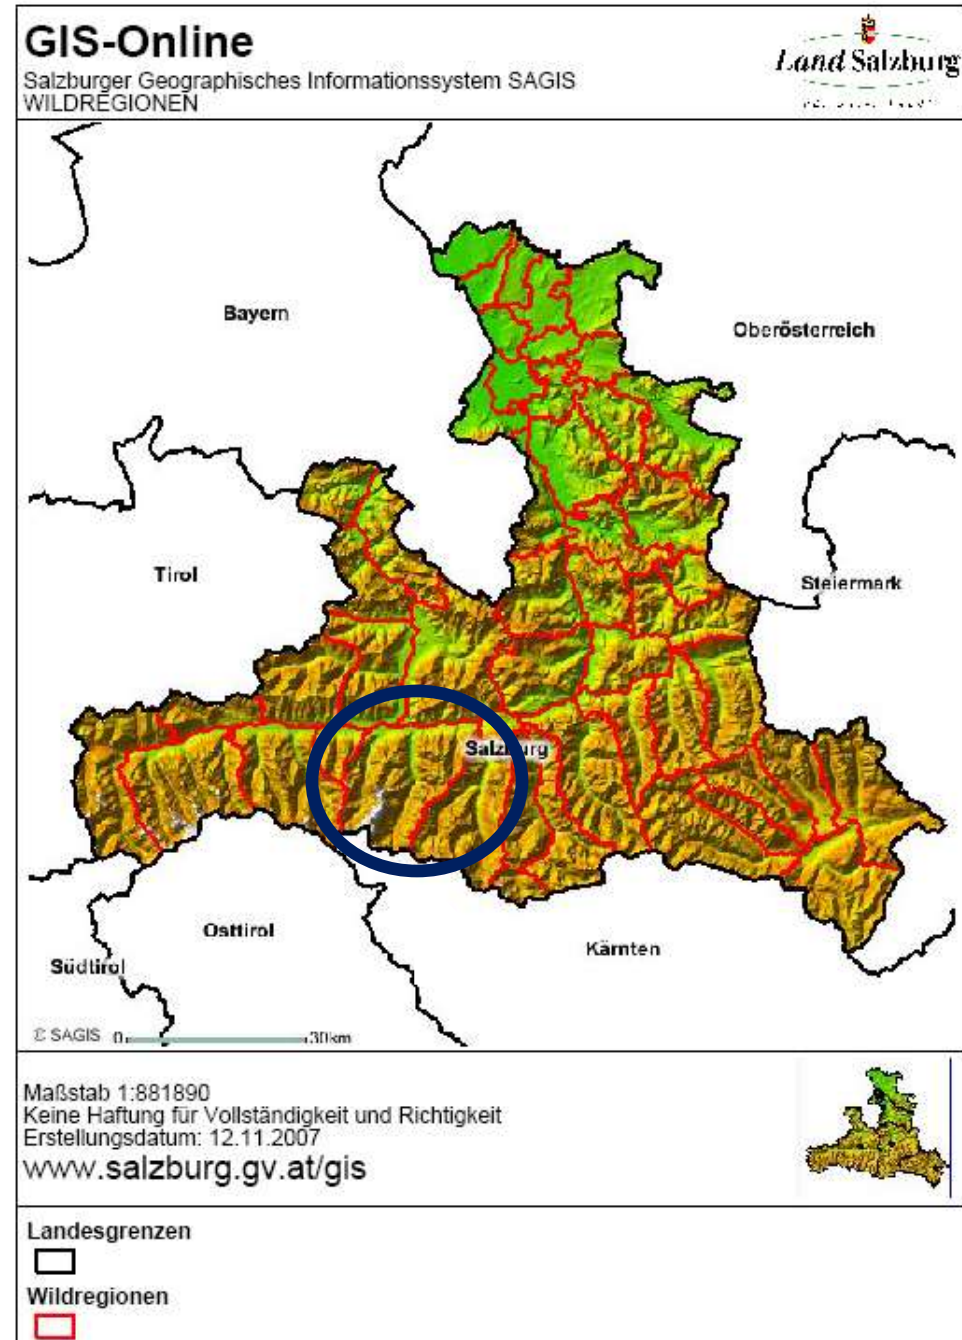 GIS-Online
Salzburger Geographisches Informationssystem SAGIS
WILDREGIONEN
Land Salzburg
Bayern
Oberösterreich
Tirol
Steiermark
Salzburg
Osttirol
Kärnten
Südtirol
© SAGIS 0 30km
Maßstab 1:881890
Keine Haftung für Vollständigkeit und Richtigkeit
Erstellungsdatum: 12.11.2007
www.salzburg.gv.at/gis
Landesgrenzen
Wildregionen